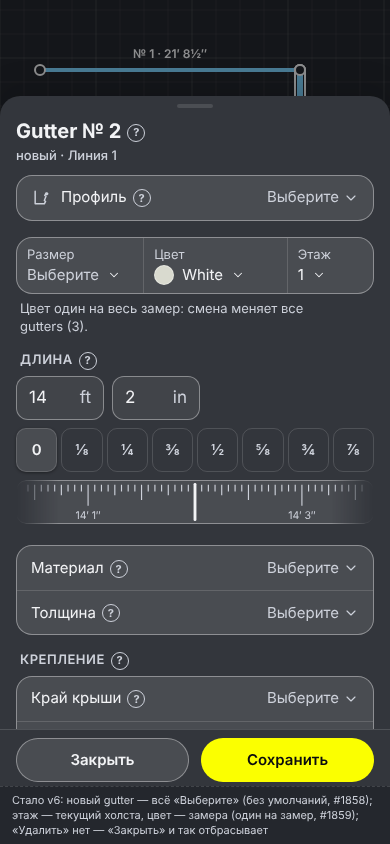 № 1 · 21′ 8½″
Gutter № 2 ?
новый · Линия 1
Профиль ? Выберите
Размер Цвет Этаж
Выберите White 1
Цвет один на весь замер: смена меняет все
gutters (3).
ДЛИНА ?
14 ft 2 in
0 ⅛ ¼ ⅜ ½ ⅝ ¾ ⅞
14′ 1″ 14′ 3″
Материал ? Выберите
Толщина ? Выберите
КРЕПЛЕНИЕ ?
Край крыши ? Выберите
Закрыть Сохранить
Стало v6: новый gutter — всё «Выберите» (без умолчаний, #1858);
этаж — текущий холста, цвет — замера (один на замер, #1859);
«Удалить» нет — «Закрыть» и так отбрасывает